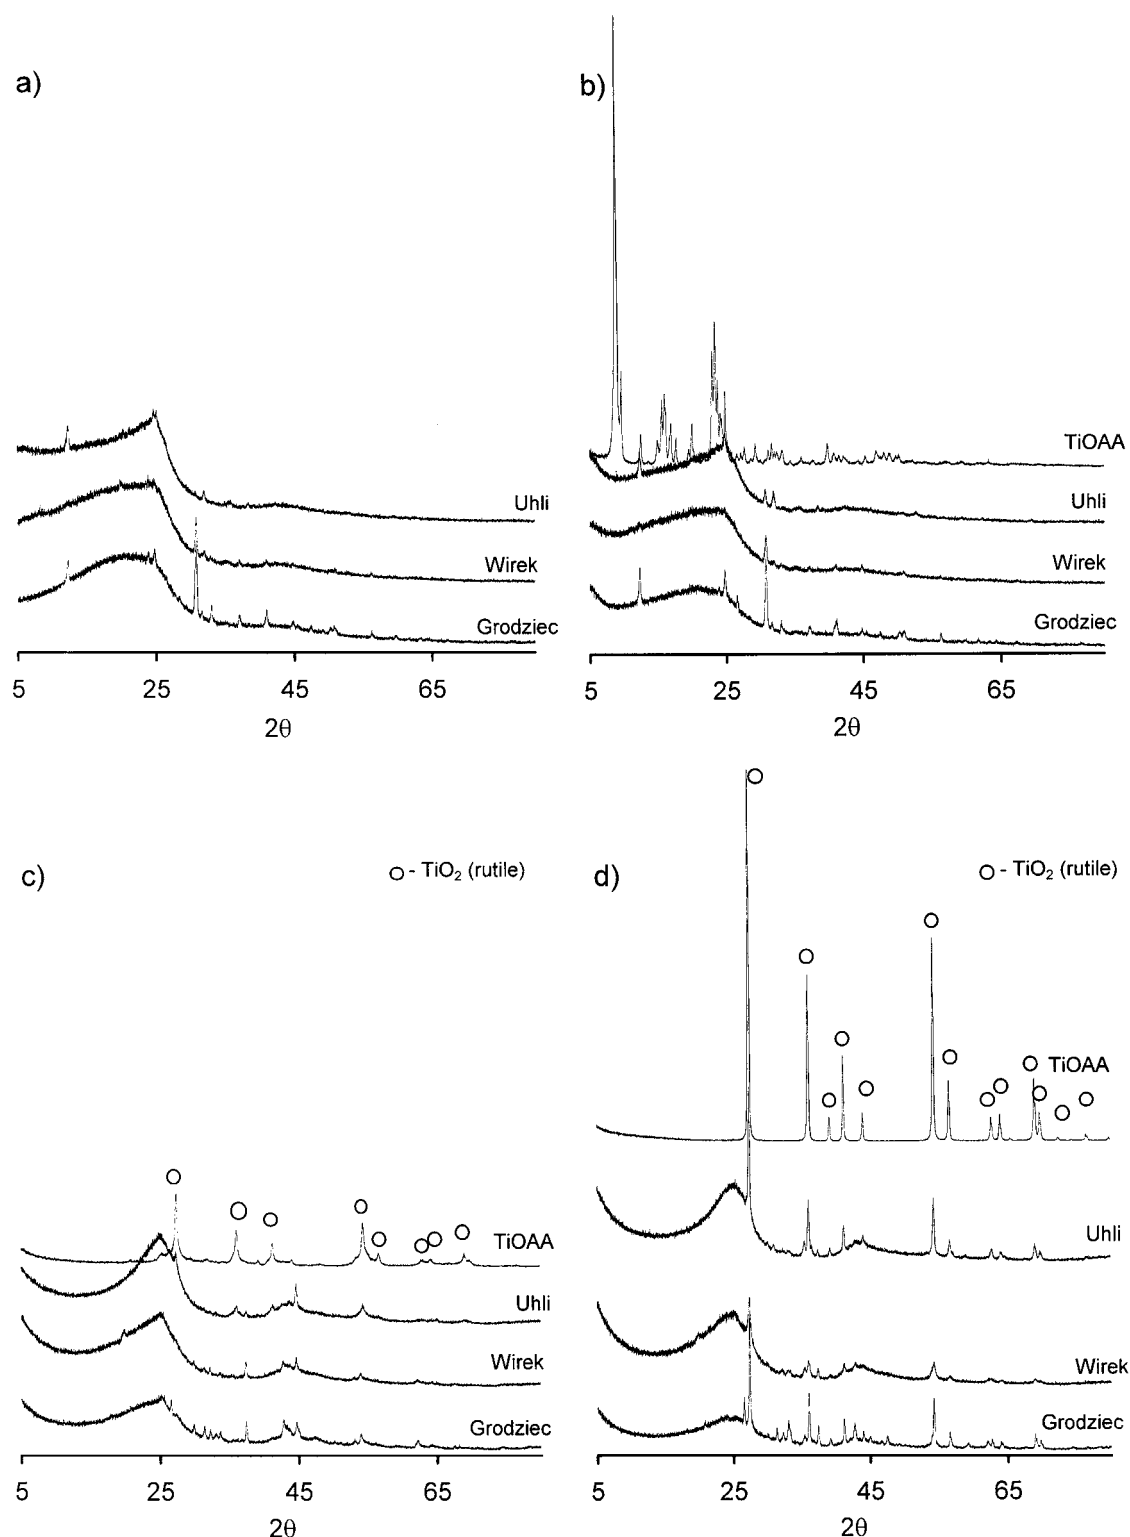 a)
Uhli
Wirek
Grodziec
5 25 45 65
2θ
b)
TiOAA
Uhli
Wirek
Grodziec
5 25 45 65
2θ
c)
O - TiO₂ (rutile)
TiOAA
Uhli
Wirek
Grodziec
5 25 45 65
2θ
d)
O - TiO₂ (rutile)
TiOAA
Uhli
Wirek
Grodziec
5 25 45 65
2θ